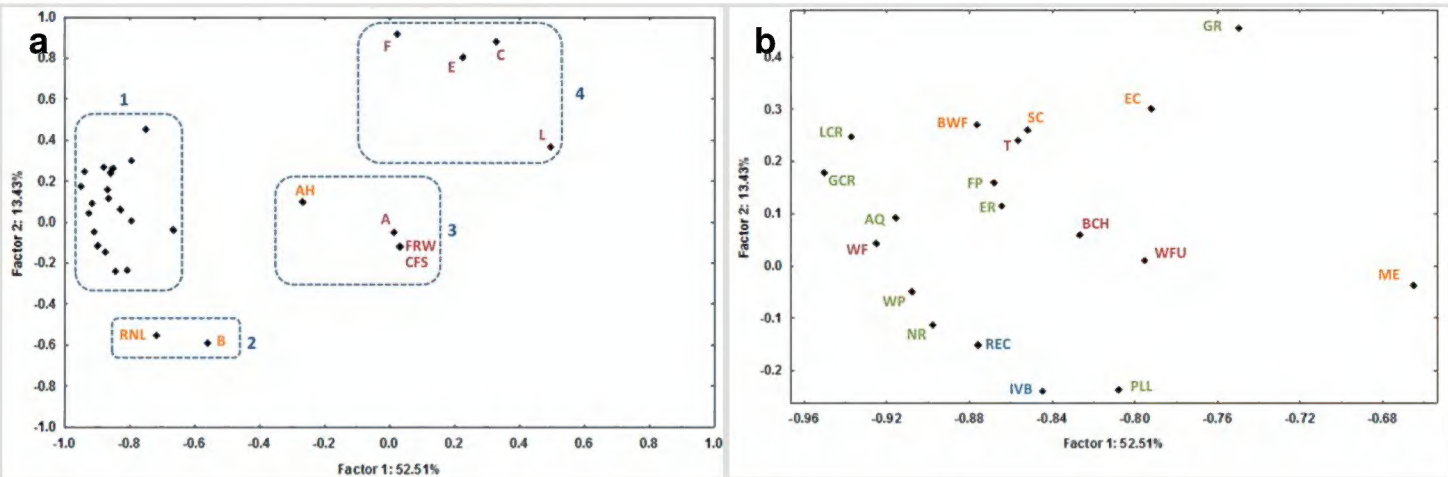 a
1.0
0.8
0.6
0.4
0.2
0.0
-0.2
-0.4
-0.6
-0.8
-1.0
-1.0 -0.8 -0.6 -0.4 -0.2 0.0 0.2 0.4 0.6 0.8 1.0
Factor 1: 52.51%
Factor 2: 13.43%
1
F
E
C
L
4
AH
A
FRW
CFS
3
RNL
B
2
b
0.4
0.3
0.2
0.1
0.0
-0.1
-0.2
-0.96 -0.92 -0.88 -0.84 -0.80 -0.76 -0.72 -0.68
Factor 1: 52.51%
Factor 2: 13.43%
GR
EC
SC
BWF
LCR
T
GCR
FP
ER
AQ
BCH
WF
WFU
ME
WP
NR
REC
IVB
PLL